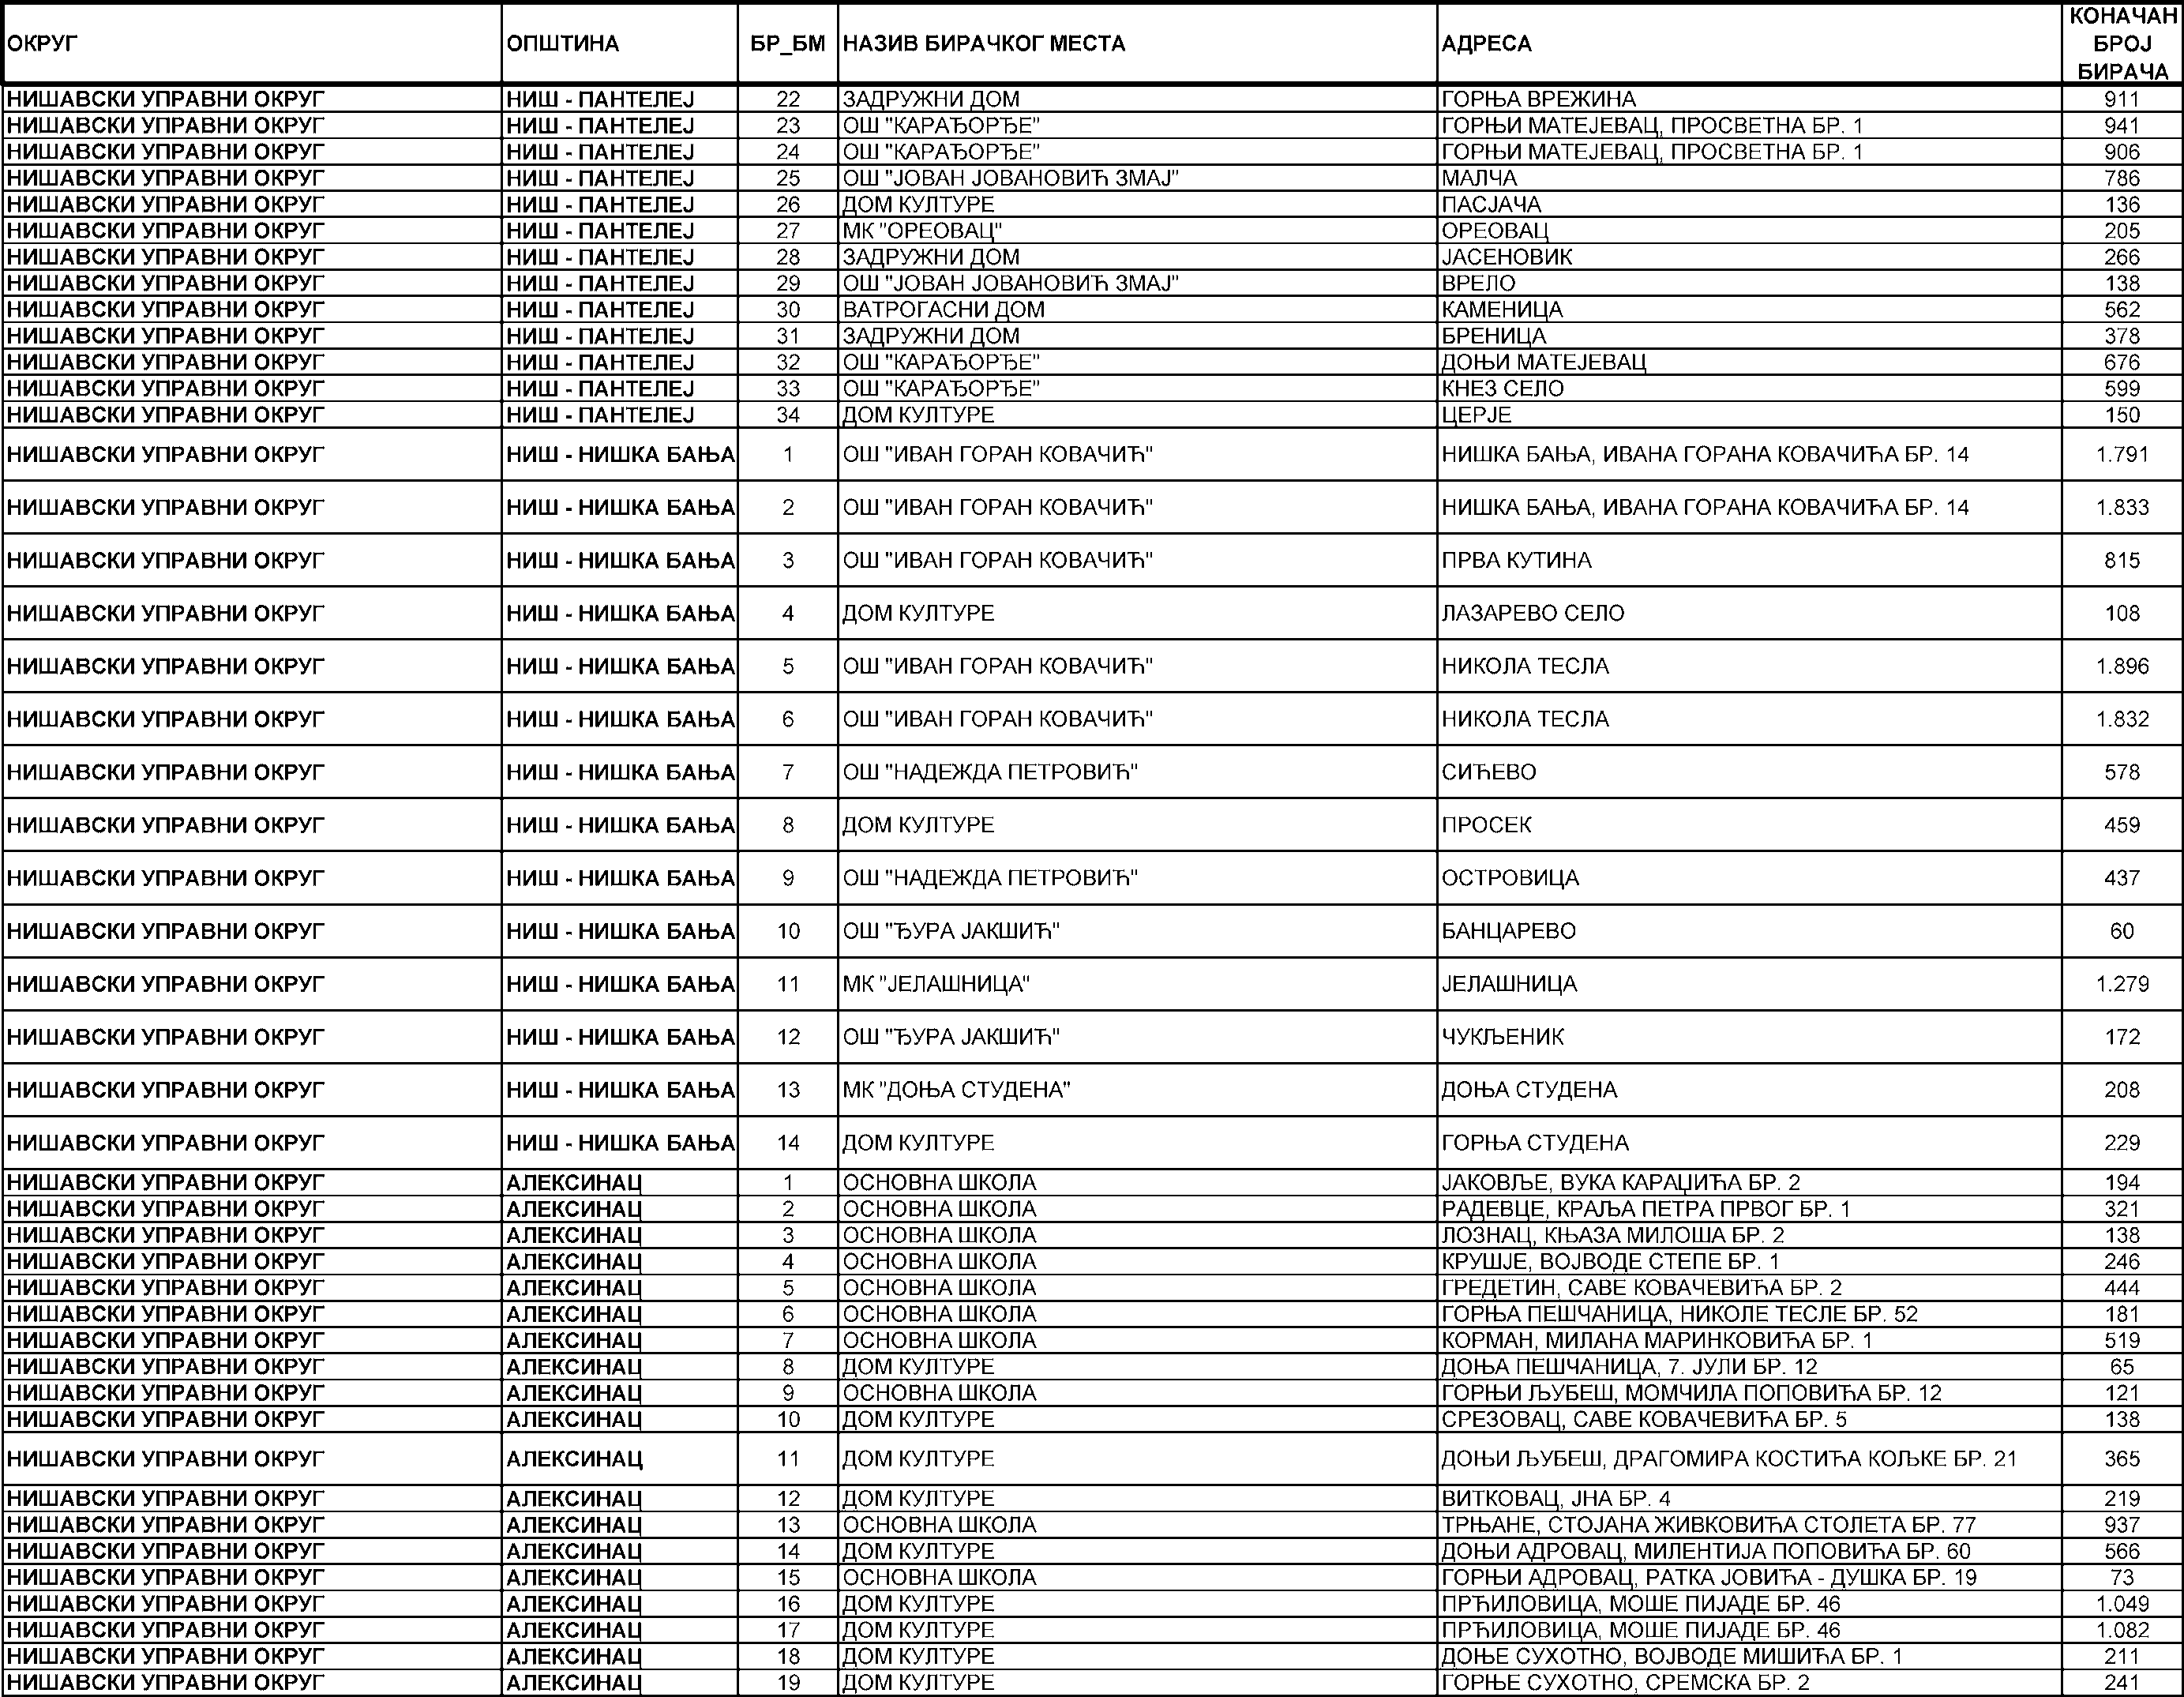 ОКРУГ ОПШТИНА БР_БМ НАЗИВ БИРАЧКОГ МЕСТА АДРЕСА КОНАЧАН БРОЈ БИРАЧА
НИШАВСКИ УПРАВНИ ОКРУГ НИШ - ПАНТЕЛЕЈ 22 ЗАДРУЖНИ ДОМ ГОРЊА ВРЕЖИНА 911
НИШАВСКИ УПРАВНИ ОКРУГ НИШ - ПАНТЕЛЕЈ 23 ОШ "КАРАЂОРЂЕ" ГОРЊИ МАТЕЈЕВАЦ, ПРОСВЕТНА БР. 1 941
НИШАВСКИ УПРАВНИ ОКРУГ НИШ - ПАНТЕЛЕЈ 24 ОШ "КАРАЂОРЂЕ" ГОРЊИ МАТЕЈЕВАЦ, ПРОСВЕТНА БР. 1 906
НИШАВСКИ УПРАВНИ ОКРУГ НИШ - ПАНТЕЛЕЈ 25 ОШ "ЈОВАН ЈОВАНОВИЋ ЗМАЈ" МАЛЧА 786
НИШАВСКИ УПРАВНИ ОКРУГ НИШ - ПАНТЕЛЕЈ 26 ДОМ КУЛТУРЕ ПАСЈАЧА 136
НИШАВСКИ УПРАВНИ ОКРУГ НИШ - ПАНТЕЛЕЈ 27 МК "ОРЕОВАЦ" ОРЕОВАЦ 205
НИШАВСКИ УПРАВНИ ОКРУГ НИШ - ПАНТЕЛЕЈ 28 ЗАДРУЖНИ ДОМ ЈАСЕНОВИК 266
НИШАВСКИ УПРАВНИ ОКРУГ НИШ - ПАНТЕЛЕЈ 29 ОШ "ЈОВАН ЈОВАНОВИЋ ЗМАЈ" ВРЕЛО 138
НИШАВСКИ УПРАВНИ ОКРУГ НИШ - ПАНТЕЛЕЈ 30 ВАТРОГАСНИ ДОМ КАМЕНИЦА 562
НИШАВСКИ УПРАВНИ ОКРУГ НИШ - ПАНТЕЛЕЈ 31 ЗАДРУЖНИ ДОМ БРЕНИЦА 378
НИШАВСКИ УПРАВНИ ОКРУГ НИШ - ПАНТЕЛЕЈ 32 ОШ "КАРАЂОРЂЕ" ДОЊИ МАТЕЈЕВАЦ 676
НИШАВСКИ УПРАВНИ ОКРУГ НИШ - ПАНТЕЛЕЈ 33 ОШ "КАРАЂОРЂЕ" КНЕЗ СЕЛО 599
НИШАВСКИ УПРАВНИ ОКРУГ НИШ - ПАНТЕЛЕЈ 34 ДОМ КУЛТУРЕ ЦЕРЈЕ 150
НИШАВСКИ УПРАВНИ ОКРУГ НИШ - НИШКА БАЊА 1 ОШ "ИВАН ГОРАН КОВАЧИЋ" НИШКА БАЊА, ИВАНА ГОРАНА КОВАЧИЋА БР. 14 1.791
НИШАВСКИ УПРАВНИ ОКРУГ НИШ - НИШКА БАЊА 2 ОШ "ИВАН ГОРАН КОВАЧИЋ" НИШКА БАЊА, ИВАНА ГОРАНА КОВАЧИЋА БР. 14 1.833
НИШАВСКИ УПРАВНИ ОКРУГ НИШ - НИШКА БАЊА 3 ОШ "ИВАН ГОРАН КОВАЧИЋ" ПРВА КУТИНА 815
НИШАВСКИ УПРАВНИ ОКРУГ НИШ - НИШКА БАЊА 4 ДОМ КУЛТУРЕ ЛАЗАРЕВО СЕЛО 108
НИШАВСКИ УПРАВНИ ОКРУГ НИШ - НИШКА БАЊА 5 ОШ "ИВАН ГОРАН КОВАЧИЋ" НИКОЛА ТЕСЛА 1.896
НИШАВСКИ УПРАВНИ ОКРУГ НИШ - НИШКА БАЊА 6 ОШ "ИВАН ГОРАН КОВАЧИЋ" НИКОЛА ТЕСЛА 1.832
НИШАВСКИ УПРАВНИ ОКРУГ НИШ - НИШКА БАЊА 7 ОШ "НАДЕЖДА ПЕТРОВИЋ" СИЋЕВО 578
НИШАВСКИ УПРАВНИ ОКРУГ НИШ - НИШКА БАЊА 8 ДОМ КУЛТУРЕ ПРОСЕК 459
НИШАВСКИ УПРАВНИ ОКРУГ НИШ - НИШКА БАЊА 9 ОШ "НАДЕЖДА ПЕТРОВИЋ" ОСТРОВИЦА 437
НИШАВСКИ УПРАВНИ ОКРУГ НИШ - НИШКА БАЊА 10 ОШ "ЂУРА ЈАКШИЋ" БАНЦАРЕВО 60
НИШАВСКИ УПРАВНИ ОКРУГ НИШ - НИШКА БАЊА 11 МК "ЈЕЛАШНИЦА" ЈЕЛАШНИЦА 1.279
НИШАВСКИ УПРАВНИ ОКРУГ НИШ - НИШКА БАЊА 12 ОШ "ЂУРА ЈАКШИЋ" ЧУКЉЕНИК 172
НИШАВСКИ УПРАВНИ ОКРУГ НИШ - НИШКА БАЊА 13 МК "ДОЊА СТУДЕНА" ДОЊА СТУДЕНА 208
НИШАВСКИ УПРАВНИ ОКРУГ НИШ - НИШКА БАЊА 14 ДОМ КУЛТУРЕ ГОРЊА СТУДЕНА 229
НИШАВСКИ УПРАВНИ ОКРУГ АЛЕКСИНАЦ 1 ОСНОВНА ШКОЛА ЈАКОВЉЕ, ВУКА КАРАЏИЋА БР. 2 194
НИШАВСКИ УПРАВНИ ОКРУГ АЛЕКСИНАЦ 2 ОСНОВНА ШКОЛА РАДЕВЦЕ, КРАЉА ПЕТРА ПРВОГ БР. 1 321
НИШАВСКИ УПРАВНИ ОКРУГ АЛЕКСИНАЦ 3 ОСНОВНА ШКОЛА ЛОЗНАЦ, КЊАЗА МИЛОША БР. 2 138
НИШАВСКИ УПРАВНИ ОКРУГ АЛЕКСИНАЦ 4 ОСНОВНА ШКОЛА КРУШЈЕ, ВОЈВОДЕ СТЕПЕ БР. 1 246
НИШАВСКИ УПРАВНИ ОКРУГ АЛЕКСИНАЦ 5 ОСНОВНА ШКОЛА ГРЕДЕТИН, САВЕ КОВАЧЕВИЋА БР. 2 444
НИШАВСКИ УПРАВНИ ОКРУГ АЛЕКСИНАЦ 6 ОСНОВНА ШКОЛА ГОРЊА ПЕШЧАНИЦА, НИКОЛЕ ТЕСЛЕ БР. 52 181
НИШАВСКИ УПРАВНИ ОКРУГ АЛЕКСИНАЦ 7 ОСНОВНА ШКОЛА КОРМАН, МИЛАНА МАРИНКОВИЋА БР. 1 519
НИШАВСКИ УПРАВНИ ОКРУГ АЛЕКСИНАЦ 8 ДОМ КУЛТУРЕ ДОЊА ПЕШЧАНИЦА, 7. ЈУЛИ БР. 12 65
НИШАВСКИ УПРАВНИ ОКРУГ АЛЕКСИНАЦ 9 ОСНОВНА ШКОЛА ГОРЊИ ЉУБЕШ, МОМЧИЛА ПОПОВИЋА БР. 12 121
НИШАВСКИ УПРАВНИ ОКРУГ АЛЕКСИНАЦ 10 ДОМ КУЛТУРЕ СРЕЗОВАЦ, САВЕ КОВАЧЕВИЋА БР. 5 138
НИШАВСКИ УПРАВНИ ОКРУГ АЛЕКСИНАЦ 11 ДОМ КУЛТУРЕ ДОЊИ ЉУБЕШ, ДРАГОМИРА КОСТИЋА КОЉКЕ БР. 21 365
НИШАВСКИ УПРАВНИ ОКРУГ АЛЕКСИНАЦ 12 ДОМ КУЛТУРЕ ВИТКОВАЦ, ЈНА БР. 4 219
НИШАВСКИ УПРАВНИ ОКРУГ АЛЕКСИНАЦ 13 ОСНОВНА ШКОЛА ТРЊАНЕ, СТОЈАНА ЖИВКОВИЋА СТОЛЕТА БР. 77 937
НИШАВСКИ УПРАВНИ ОКРУГ АЛЕКСИНАЦ 14 ДОМ КУЛТУРЕ ДОЊИ АДРОВАЦ, МИЛЕНТИЈА ПОПОВИЋА БР. 60 566
НИШАВСКИ УПРАВНИ ОКРУГ АЛЕКСИНАЦ 15 ОСНОВНА ШКОЛА ГОРЊИ АДРОВАЦ, РАТКА ЈОВИЋА - ДУШКА БР. 19 73
НИШАВСКИ УПРАВНИ ОКРУГ АЛЕКСИНАЦ 16 ДОМ КУЛТУРЕ ПРЋИЛОВИЦА, МОШЕ ПИЈАДЕ БР. 46 1.049
НИШАВСКИ УПРАВНИ ОКРУГ АЛЕКСИНАЦ 17 ДОМ КУЛТУРЕ ПРЋИЛОВИЦА, МОШЕ ПИЈАДЕ БР. 46 1.082
НИШАВСКИ УПРАВНИ ОКРУГ АЛЕКСИНАЦ 18 ДОМ КУЛТУРЕ ДОЊЕ СУХОТНО, ВОЈВОДЕ МИШИЋА БР. 1 211
НИШАВСКИ УПРАВНИ ОКРУГ АЛЕКСИНАЦ 19 ДОМ КУЛТУРЕ ГОРЊЕ СУХОТНО, СРЕМСКА БР. 2 241